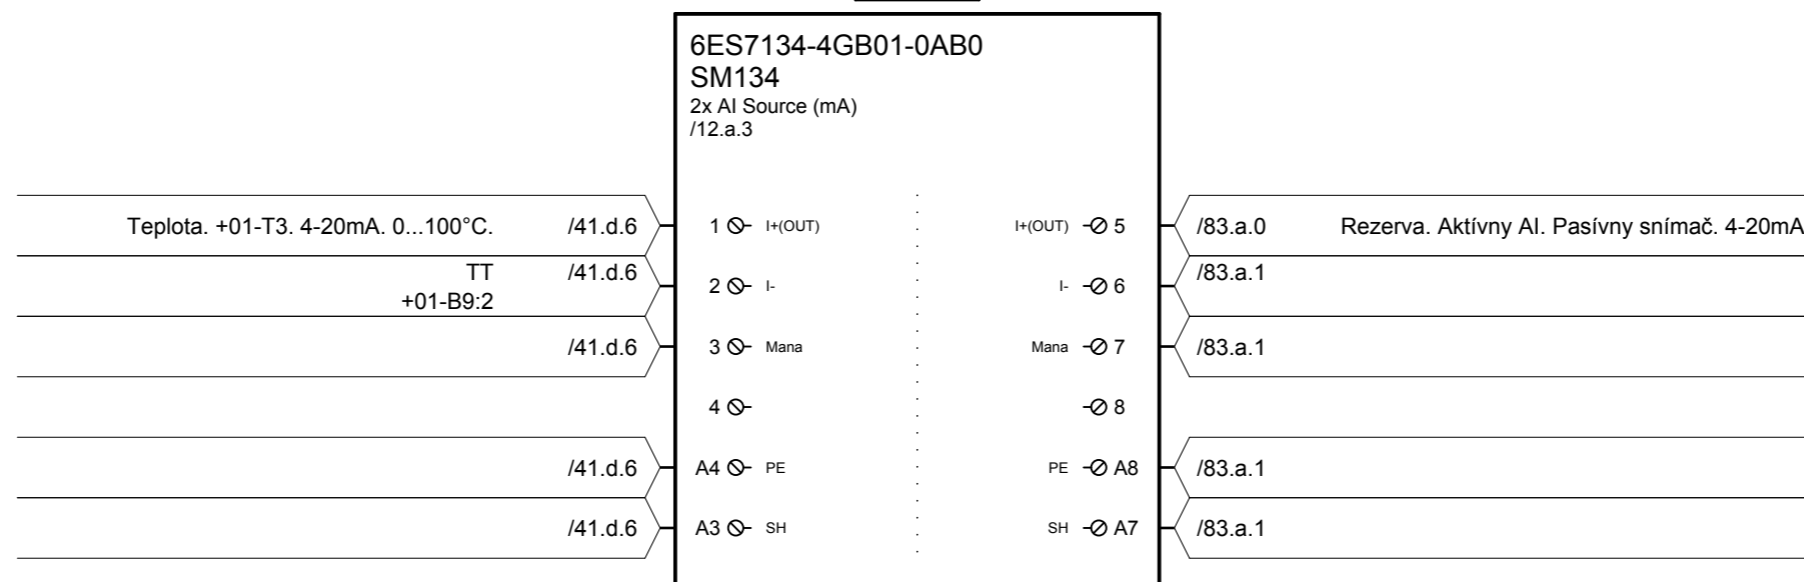 6ES7134-4GB01-0AB0
SM134
2x AI Source (mA)
/12.a.3
Teplota. +01-T3. 4-20mA. 0...100°C. /41.d.6 1 I+(OUT) I+(OUT) 5 /83.a.0 Rezerva. Aktívny AI. Pasívny snímač. 4-20mA
TT /41.d.6 2 I- I- 6 /83.a.1
+01-B9:2
/41.d.6 3 Mana Mana 7 /83.a.1
4 8
/41.d.6 A4 PE PE A8 /83.a.1
/41.d.6 A3 SH SH A7 /83.a.1